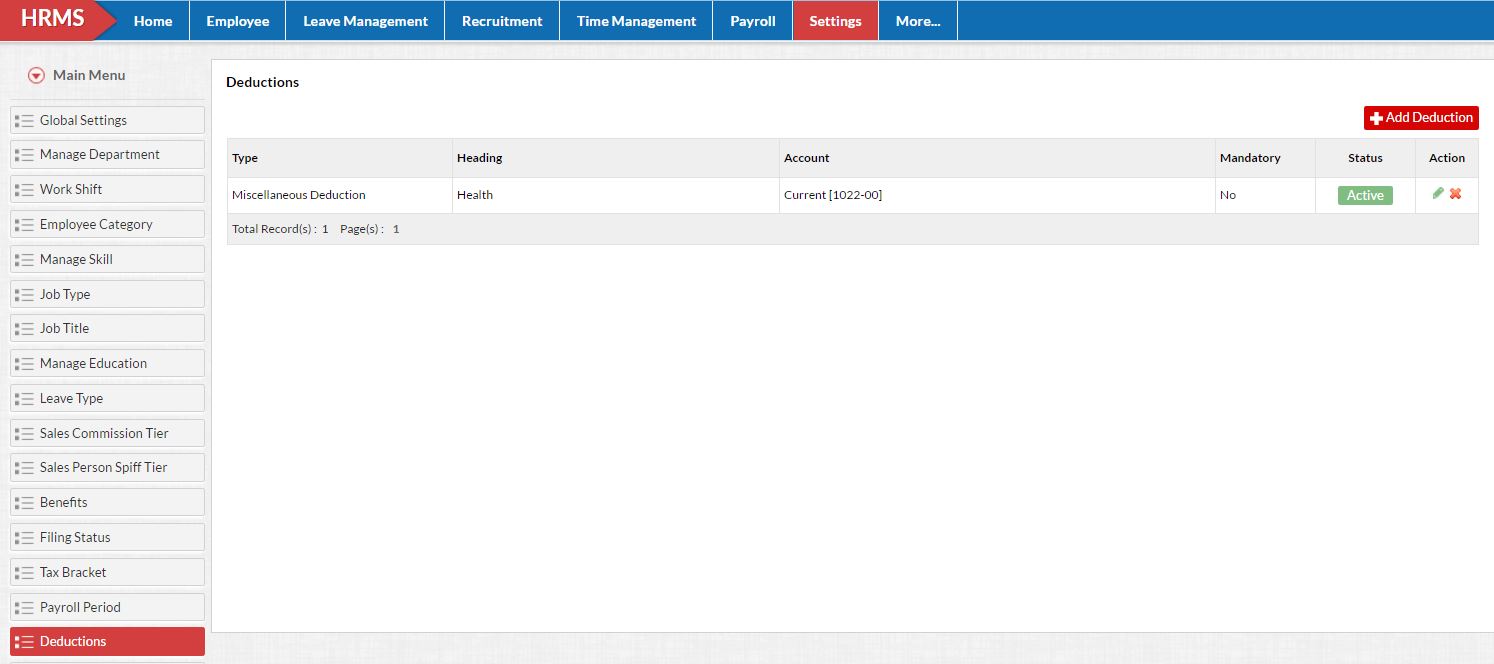 HRMS Home Employee Leave Management Recruitment Time Management Payroll Settings More...
Main Menu
Global Settings
Manage Department
Work Shift
Employee Category
Manage Skill
Job Type
Job Title
Manage Education
Leave Type
Sales Commission Tier
Sales Person Spiff Tier
Benefits
Filing Status
Tax Bracket
Payroll Period
Deductions
Deductions
Add Deduction
Type Heading Account Mandatory Status Action
Miscellaneous Deduction Health Current [1022-00] No Active
Total Record(s) : 1 Page(s) : 1